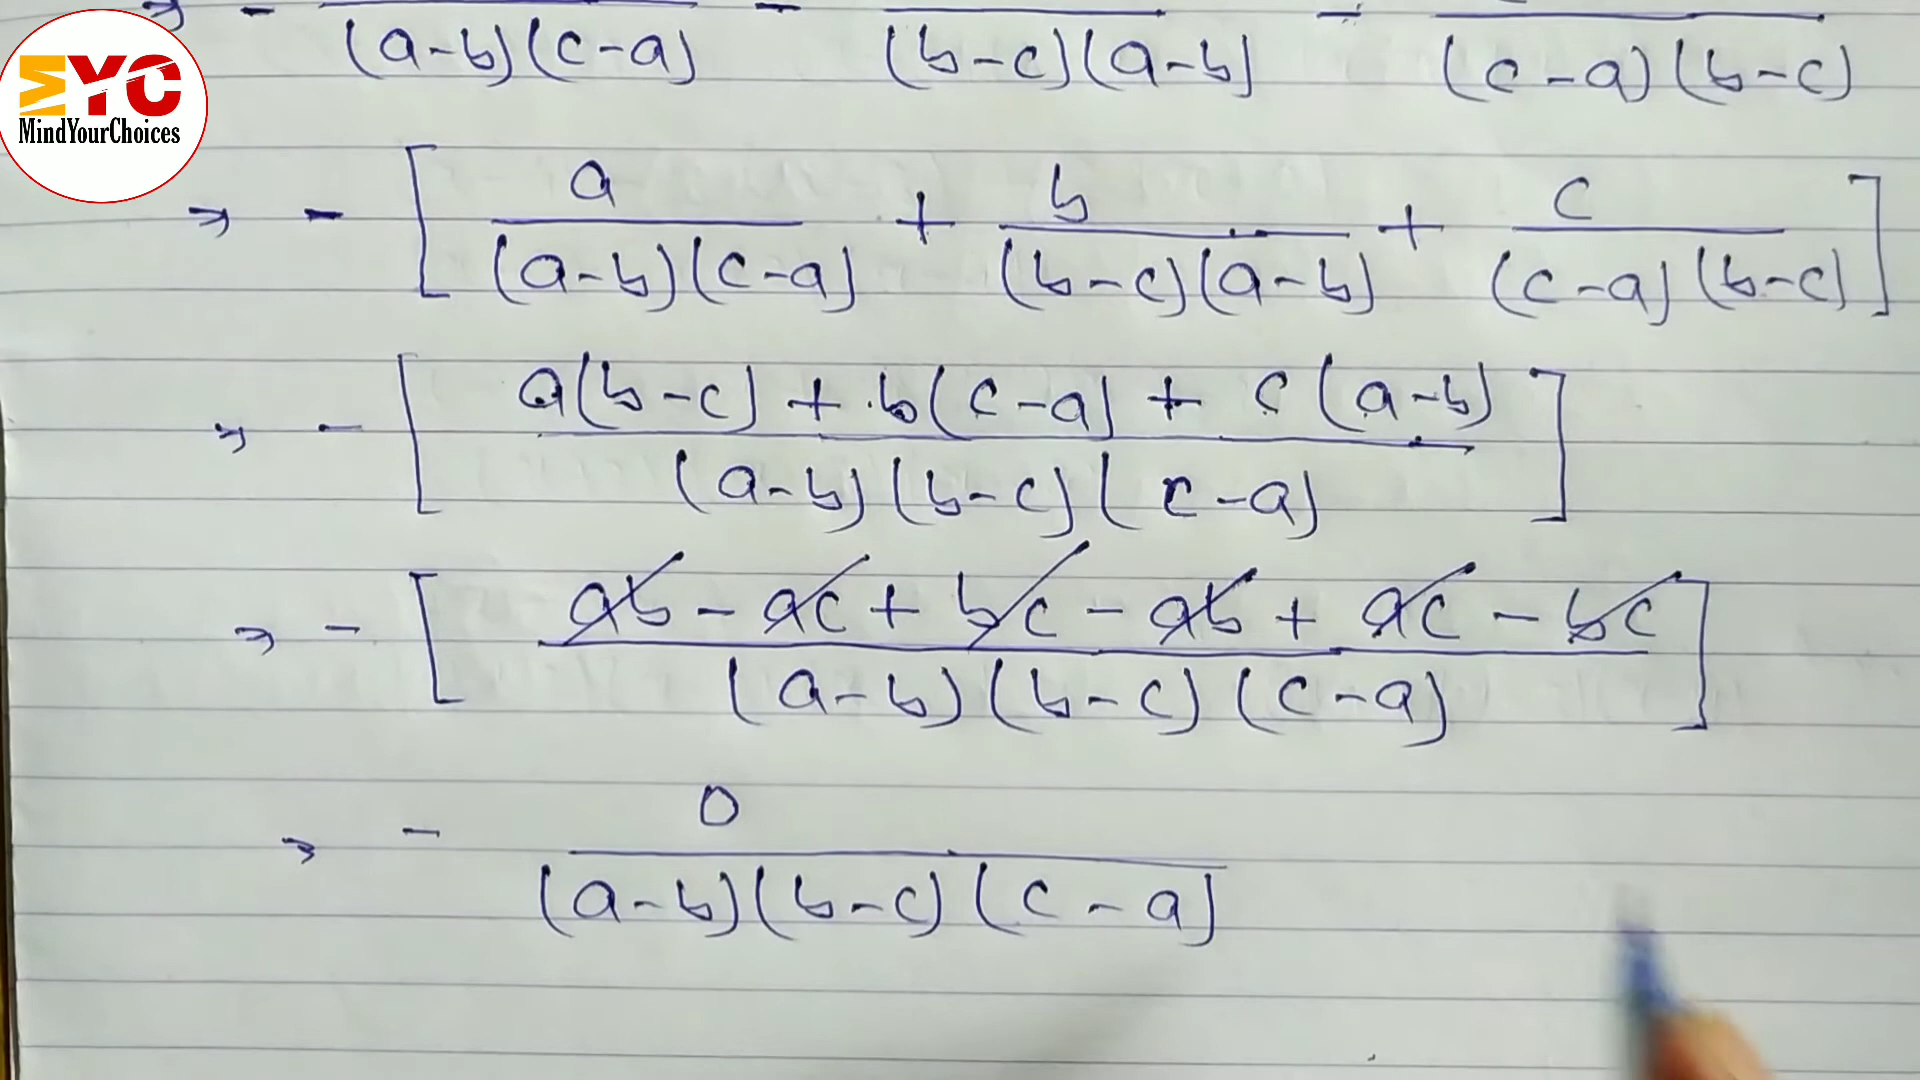 ⇒ - (a-b)(c-a) - (b-c)(a-b) - (c-a)(b-c)
MYC
MindYourChoices
⇒ - [ a/(a-b)(c-a) + b/(b-c)(a-b) + c/(c-a)(b-c) ]
⇒ - [ a(b-c) + b(c-a) + c(a-b) / (a-b)(b-c)(c-a) ]
⇒ - [ ab - ac + bc - ab + ac - bc / (a-b)(b-c)(c-a) ]
⇒ - 0/(a-b)(b-c)(c-a)